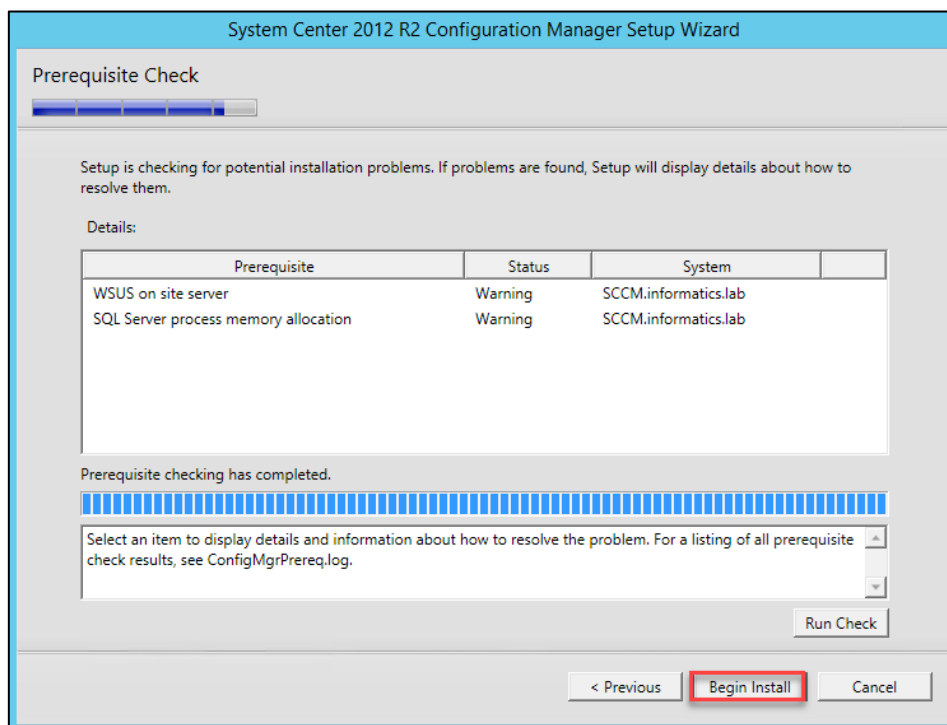 System Center 2012 R2 Configuration Manager Setup Wizard
Prerequisite Check
Setup is checking for potential installation problems. If problems are found, Setup will display details about how to
resolve them.
Details:
Prerequisite Status System
WSUS on site server Warning SCCM.informatics.lab
SQL Server process memory allocation Warning SCCM.informatics.lab
Prerequisite checking has completed.
Select an item to display details and information about how to resolve the problem. For a listing of all prerequisite
check results, see ConfigMgrPrereq.log.
Run Check
< Previous Begin Install Cancel